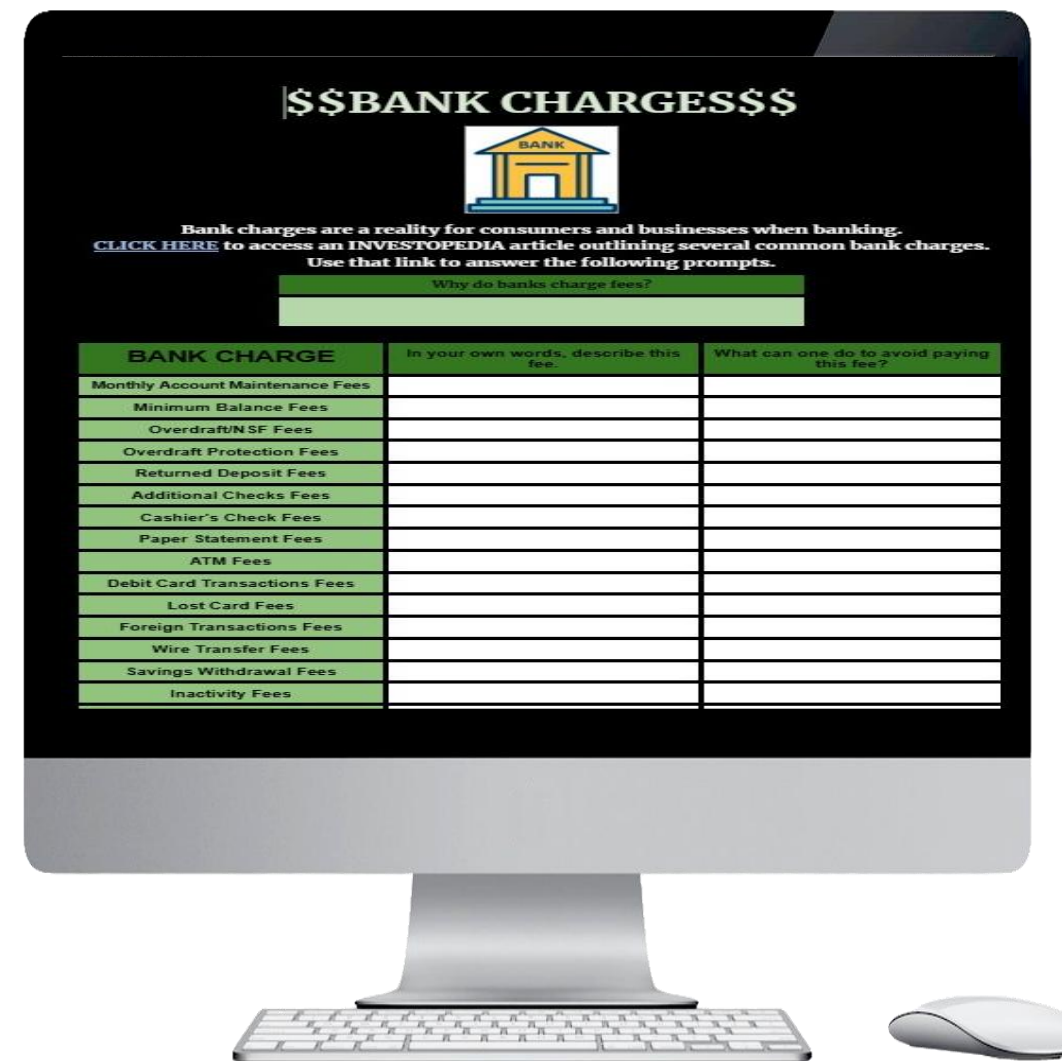 $$BANK CHARGES$$
BANK
Bank charges are a reality for consumers and businesses when banking.
CLICK HERE to access an INVESTOPEDIA article outlining several common bank charges.
Use that link to answer the following prompts.
Why do banks charge fees?
BANK CHARGE
In your own words, describe this
fee.
What can one do to avoid paying
this fee?
Monthly Account Maintenance Fees
Minimum Balance Fees
Overdraft/NSF Fees
Overdraft Protection Fees
Returned Deposit Fees
Additional Checks Fees
Cashier's Check Fees
Paper Statement Fees
ATM Fees
Debit Card Transactions Fees
Lost Card Fees
Foreign Transactions Fees
Wire Transfer Fees
Savings Withdrawal Fees
Inactivity Fees